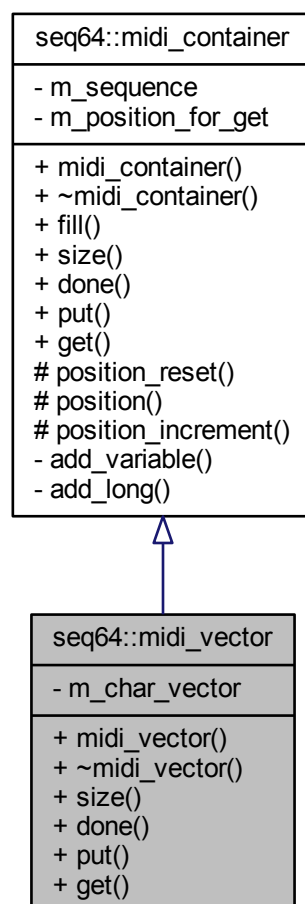 seq64::midi_container
- m_sequence
- m_position_for_get
+ midi_container()
+ ~midi_container()
+ fill()
+ size()
+ done()
+ put()
+ get()
# position_reset()
# position()
# position_increment()
- add_variable()
- add_long()
seq64::midi_vector
- m_char_vector
+ midi_vector()
+ ~midi_vector()
+ size()
+ done()
+ put()
+ get()